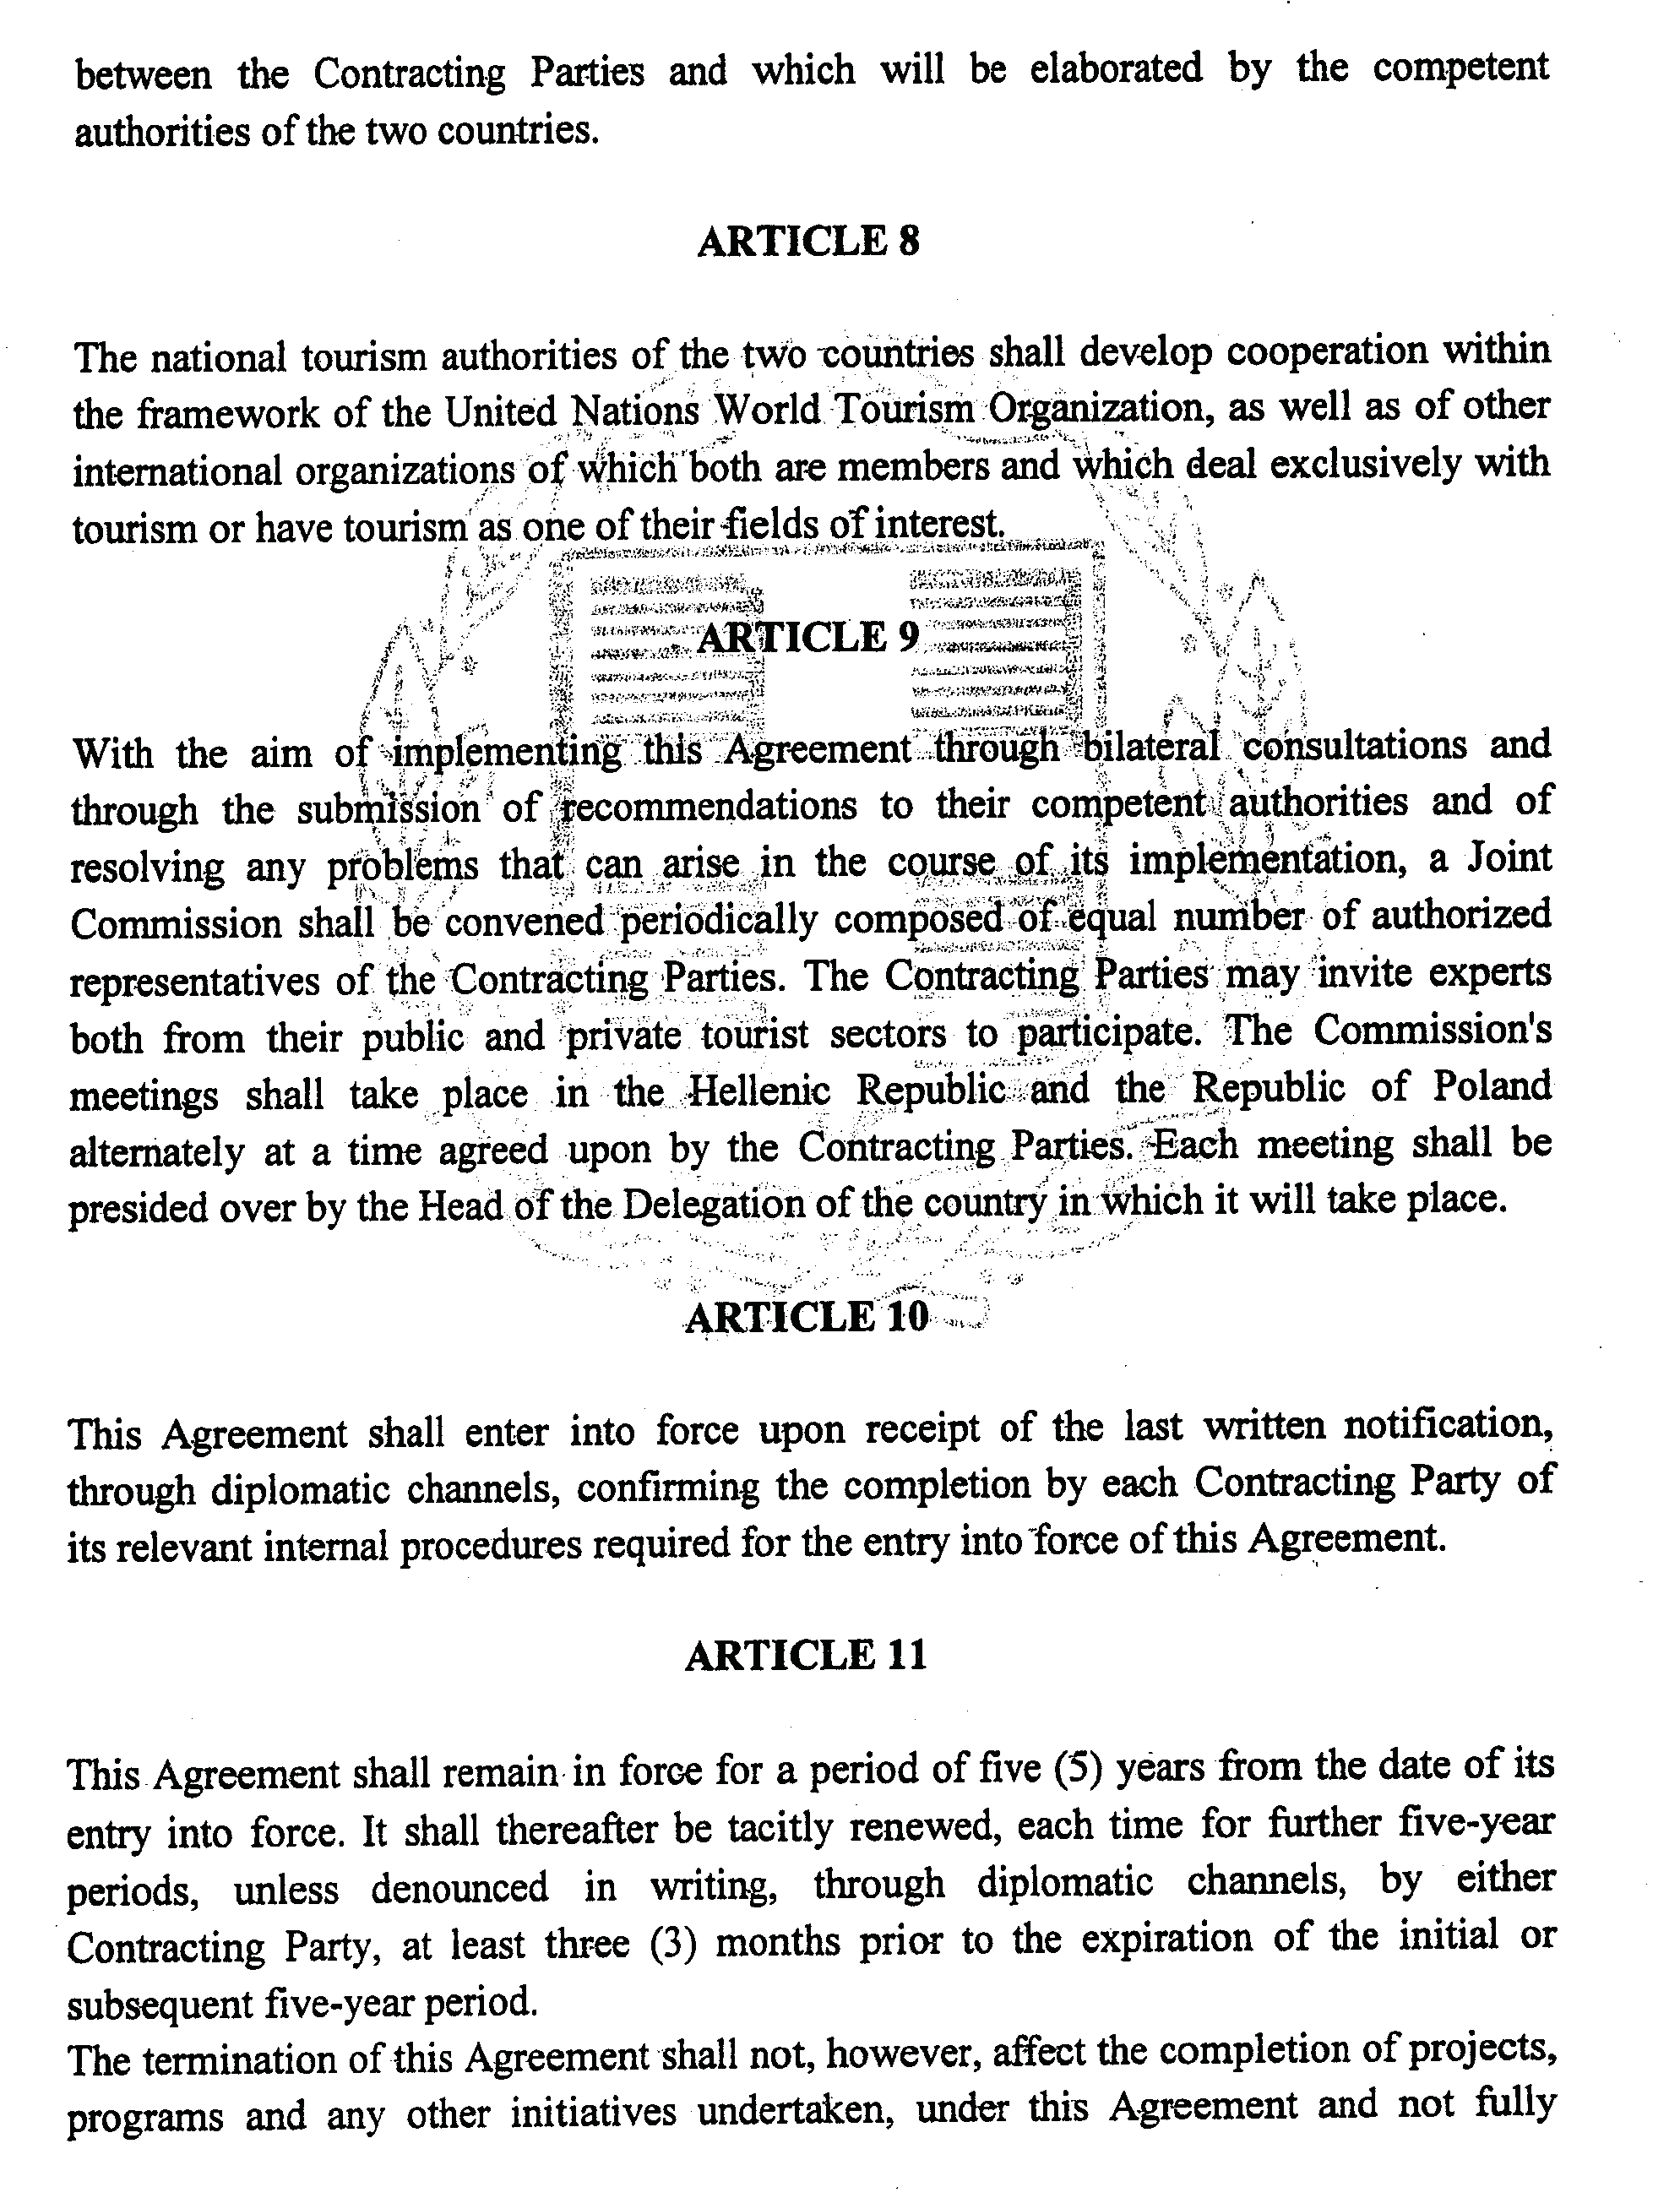 between the Contracting Parties and which will be elaborated by the competent
authorities of the two countries.
ARTICLE 8
The national tourism authorities of the two countries shall develop cooperation within
the framework of the United Nations World Tourism Organization, as well as of other
international organizations of which both are members and which deal exclusively with
tourism or have tourism as one of their fields of interest.
ARTICLE 9
With the aim of implementing this Agreement through bilateral consultations and
through the submission of recommendations to their competent authorities and of
resolving any problems that can arise in the course of its implementation, a Joint
Commission shall be convened periodically composed of equal number of authorized
representatives of the Contracting Parties. The Contracting Parties may invite experts
both from their public and private tourist sectors to participate. The Commission's
meetings shall take place in the Hellenic Republic and the Republic of Poland
alternately at a time agreed upon by the Contracting Parties. Each meeting shall be
presided over by the Head of the Delegation of the country in which it will take place.
ARTICLE 10
This Agreement shall enter into force upon receipt of the last written notification,
through diplomatic channels, confirming the completion by each Contracting Party of
its relevant internal procedures required for the entry into force of this Agreement.
ARTICLE 11
This Agreement shall remain in force for a period of five (5) years from the date of its
entry into force. It shall thereafter be tacitly renewed, each time for further five-year
periods, unless denounced in writing, through diplomatic channels, by either
Contracting Party, at least three (3) months prior to the expiration of the initial or
subsequent five-year period.
The termination of this Agreement shall not, however, affect the completion of projects,
programs and any other initiatives undertaken, under this Agreement and not fully